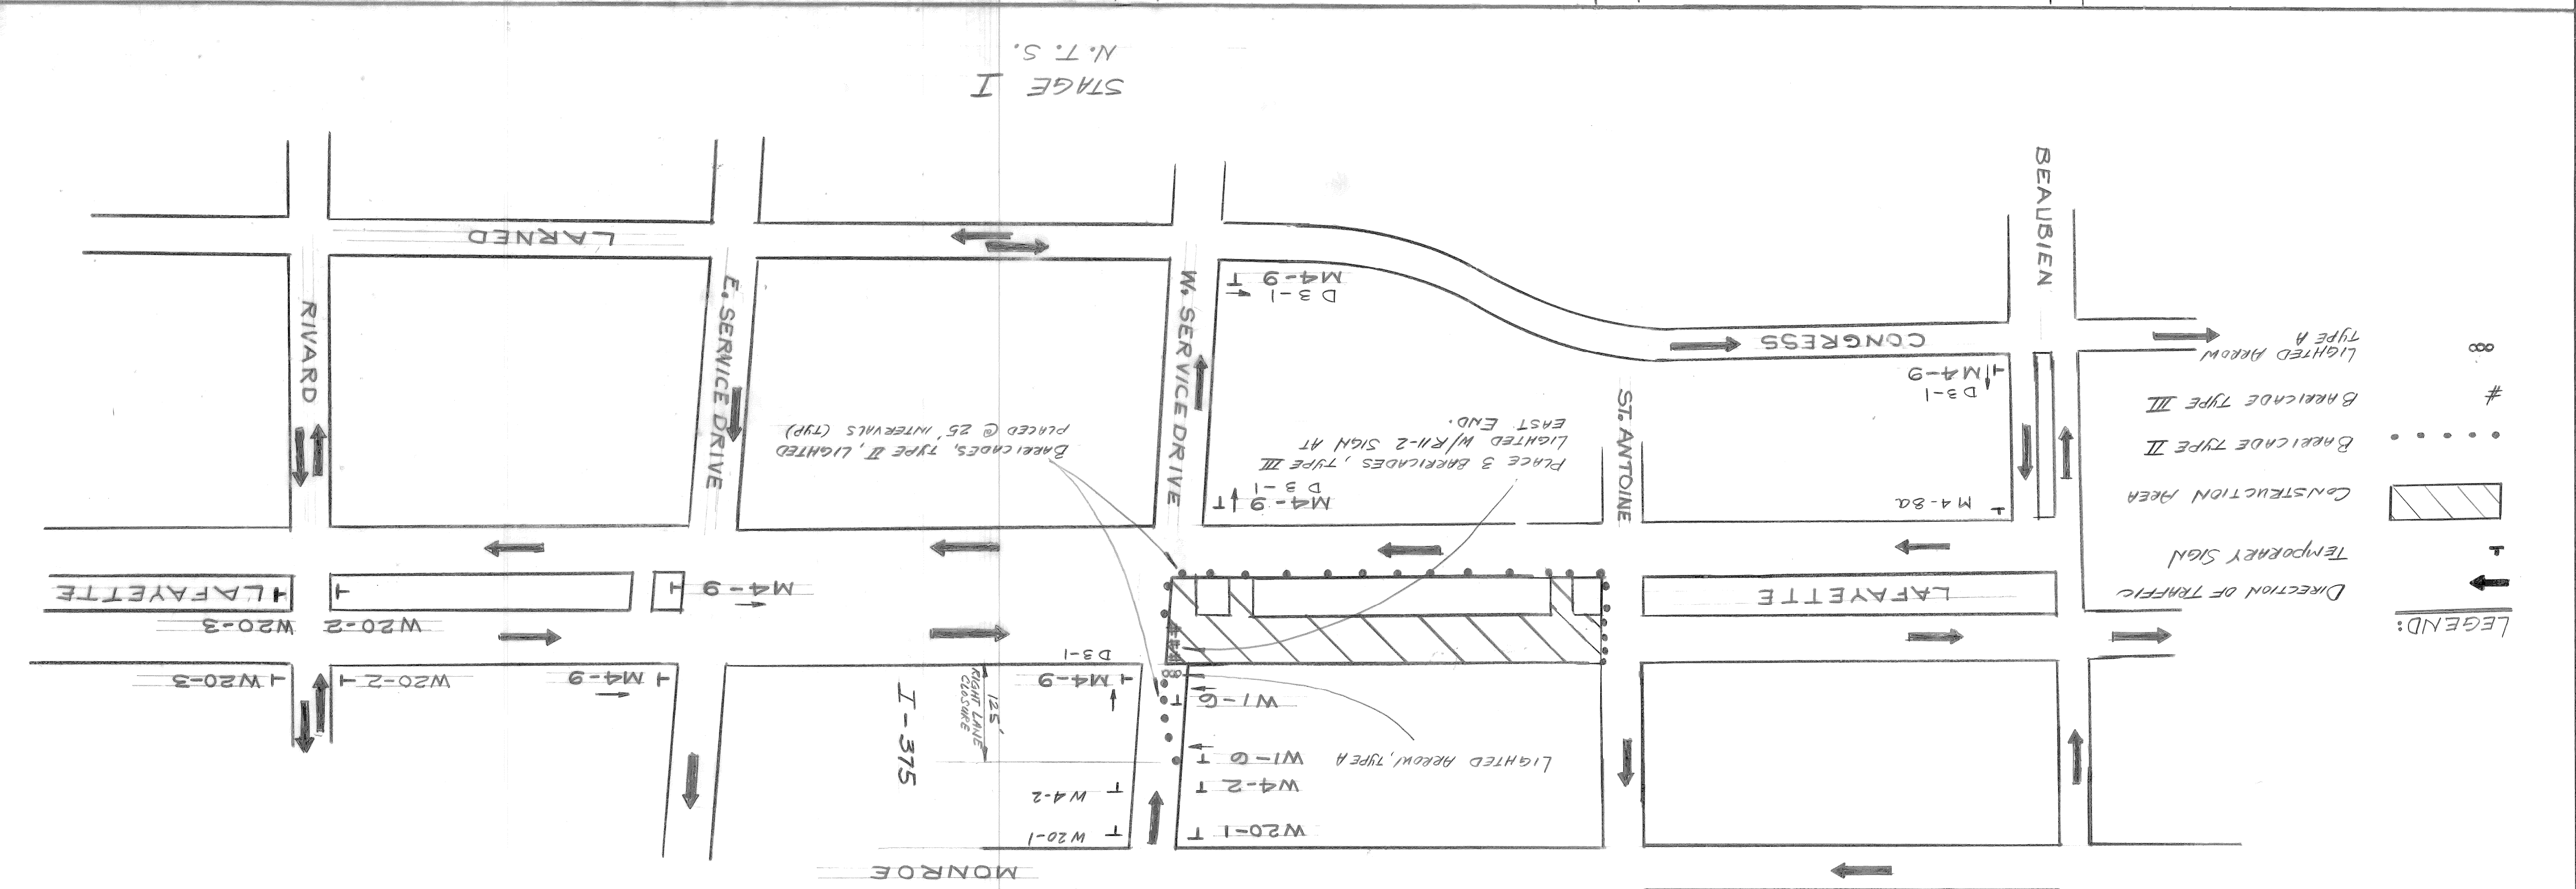 LEGEND:
DIRECTION OF TRAFFIC
TEMPORARY SIGN
CONSTRUCTION AREA
BARRICADE TYPE II
# BARRICADE TYPE III
LIGHTED ARROW
TYPE A
MONROE
W20-1
W20-1
W4-2
W4-2
W1-6
LIGHTED ARROW, TYPE A
W1-6
125'
RIGHT LANE
CLOSURE
I-375
M4-9
D3-1
M4-9
W20-2
W20-3
W20-2
W20-3
LAFAYETTE
M4-9
LAFAYETTE
M4-8a
M4-9
D3-1
PLACE 3 BARRICADES, TYPE III
LIGHTED W/R11-2 SIGN AT
EAST END.
BARRICADES, TYPE II, LIGHTED
PLACED @ 25' INTERVALS (TYP)
ST. ANTOINE
W. SERVICE DRIVE
E. SERVICE DRIVE
RIVARD
D3-1
M4-9
CONGRESS
D3-1
M4-9
BEAUBIEN
LARNED
STAGE I
N.T.S.